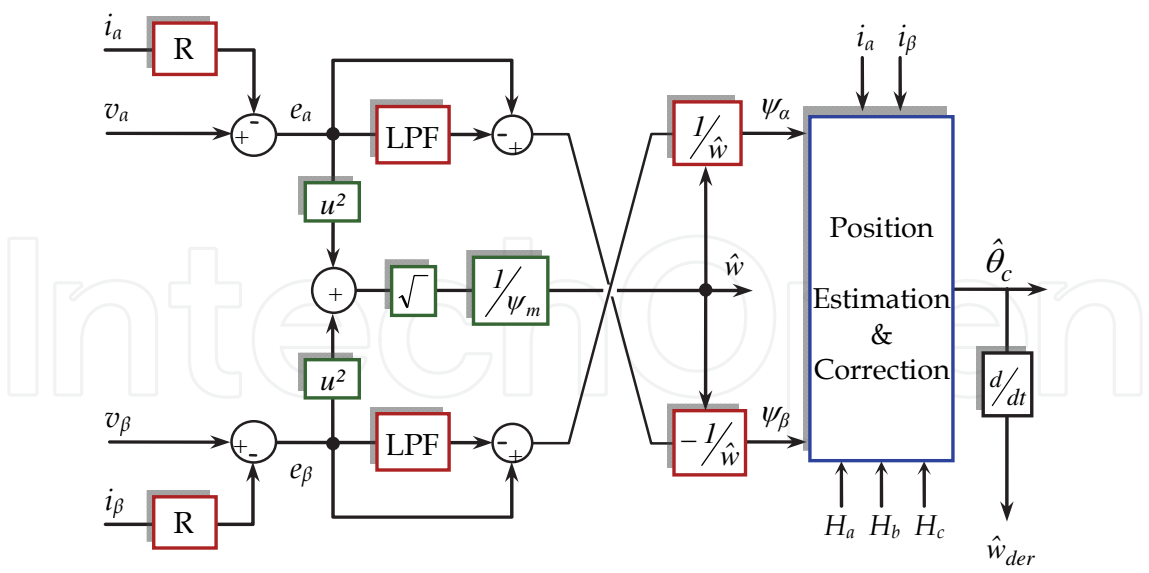 i_a
R
v_a
+ -
e_a
LPF
- +
u²
+
√
1/ψ_m
u²
v_β
+ -
e_β
LPF
- +
i_β
R
1/ŵ
ŵ
-1/ŵ
ψ_α
ψ_β
i_a i_β
Position
Estimation
&
Correction
H_a H_b H_c
θ̂_c
d/dt
ŵ_der
IntechOpen